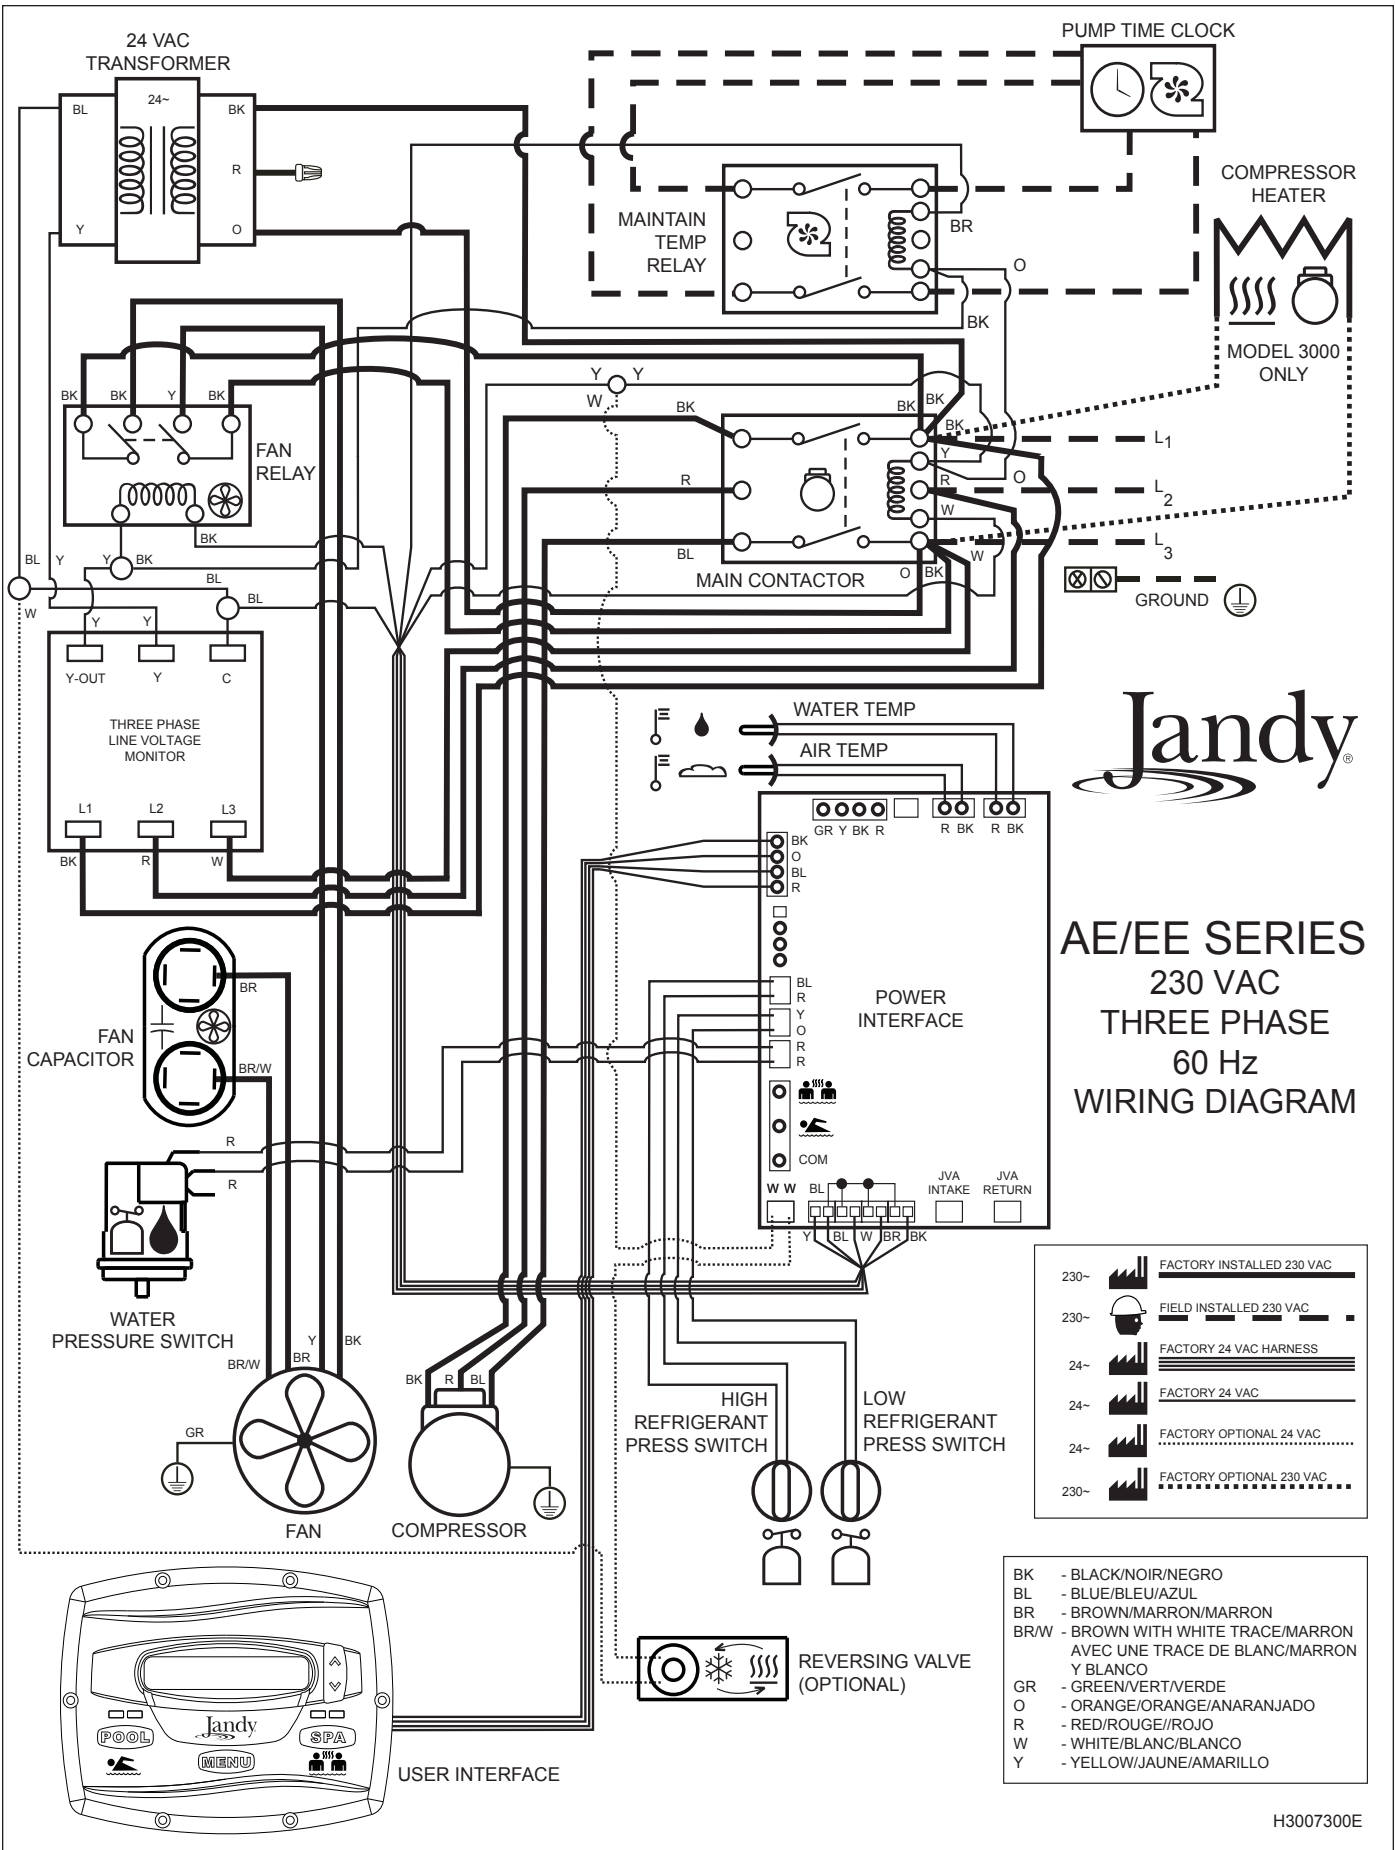 24 VAC
TRANSFORMER
24~
BL
BK
R
Y
O
PUMP TIME CLOCK
MAINTAIN
TEMP
RELAY
BR
O
BK
COMPRESSOR
HEATER
MODEL 3000
ONLY
BK
BK
Y
BK
FAN
RELAY
BK
Y
BK
BL
Y
BL
BL
W
Y
Y
W
BK
R
BL
BK
BK
BK
Y
R
O
W
W
O
BK
MAIN CONTACTOR
L1
L2
L3
GROUND
Y
Y
Y-OUT
Y
C
THREE PHASE
LINE VOLTAGE
MONITOR
L1
L2
L3
BK
R
W
Jandy®
WATER TEMP
AIR TEMP
GR Y BK R
R BK
R BK
BK
O
BL
R
BL
R
Y
O
R
R
POWER
INTERFACE
COM
W W
BL
JVA
INTAKE
JVA
RETURN
Y
BL
W
BR
BK
AE/EE SERIES
230 VAC
THREE PHASE
60 Hz
WIRING DIAGRAM
BR
FAN
CAPACITOR
BR/W
R
R
WATER
PRESSURE SWITCH
BR/W
BR
Y
BK
GR
FAN
BK
R
BL
COMPRESSOR
HIGH
REFRIGERANT
PRESS SWITCH
LOW
REFRIGERANT
PRESS SWITCH
230~ FACTORY INSTALLED 230 VAC
230~ FIELD INSTALLED 230 VAC
24~ FACTORY 24 VAC HARNESS
24~ FACTORY 24 VAC
24~ FACTORY OPTIONAL 24 VAC
230~ FACTORY OPTIONAL 230 VAC
BK - BLACK/NOIR/NEGRO
BL - BLUE/BLEU/AZUL
BR - BROWN/MARRON/MARRON
BR/W - BROWN WITH WHITE TRACE/MARRON
AVEC UNE TRACE DE BLANC/MARRON
Y BLANCO
GR - GREEN/VERT/VERDE
O - ORANGE/ORANGE/ANARANJADO
R - RED/ROUGE//ROJO
W - WHITE/BLANC/BLANCO
Y - YELLOW/JAUNE/AMARILLO
REVERSING VALVE
(OPTIONAL)
Jandy
POOL
SPA
MENU
USER INTERFACE
H3007300E